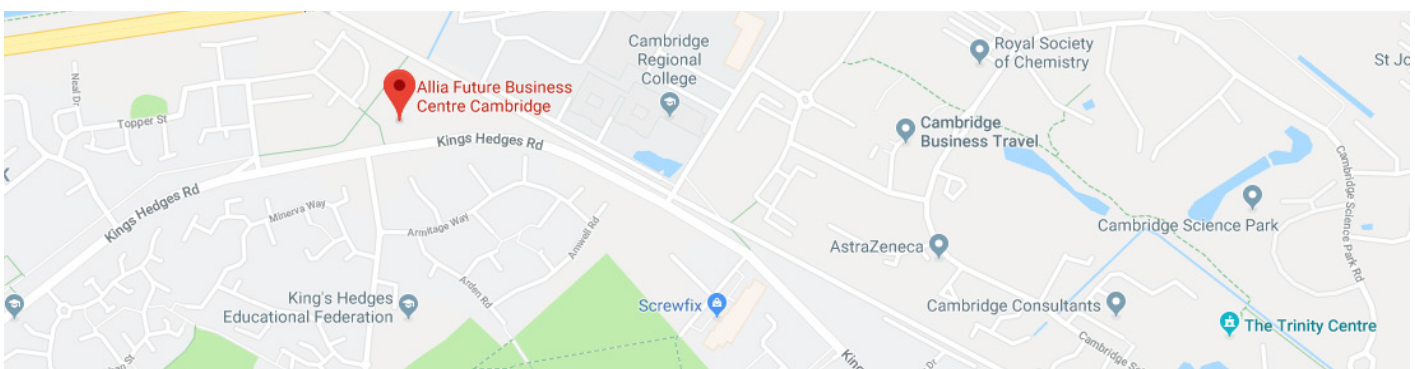 Cambridge
Regional
College
Royal Society
of Chemistry
St Jo
Neal Dr
Allia Future Business
Centre Cambridge
Topper St
Kings Hedges Rd
Cambridge
Business Travel
K
Kings Hedges Rd
Minerva Way
Armitage Way
Amwell Rd
Cambridge Science Park
Cambridge Science Park Rd
AstraZeneca
Arden Rd
King's Hedges
Educational Federation
Screwfix
Cambridge Consultants
The Trinity Centre
St
King
Dr
Cambridge Sc